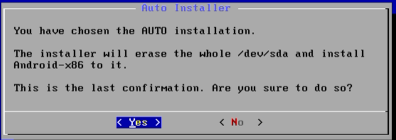 Auto Installer
You have chosen the AUTO installation.
The installer will erase the whole /dev/sda and install
Android-x86 to it.
This is the last confirmation. Are you sure to do so?
< Yes > < No >